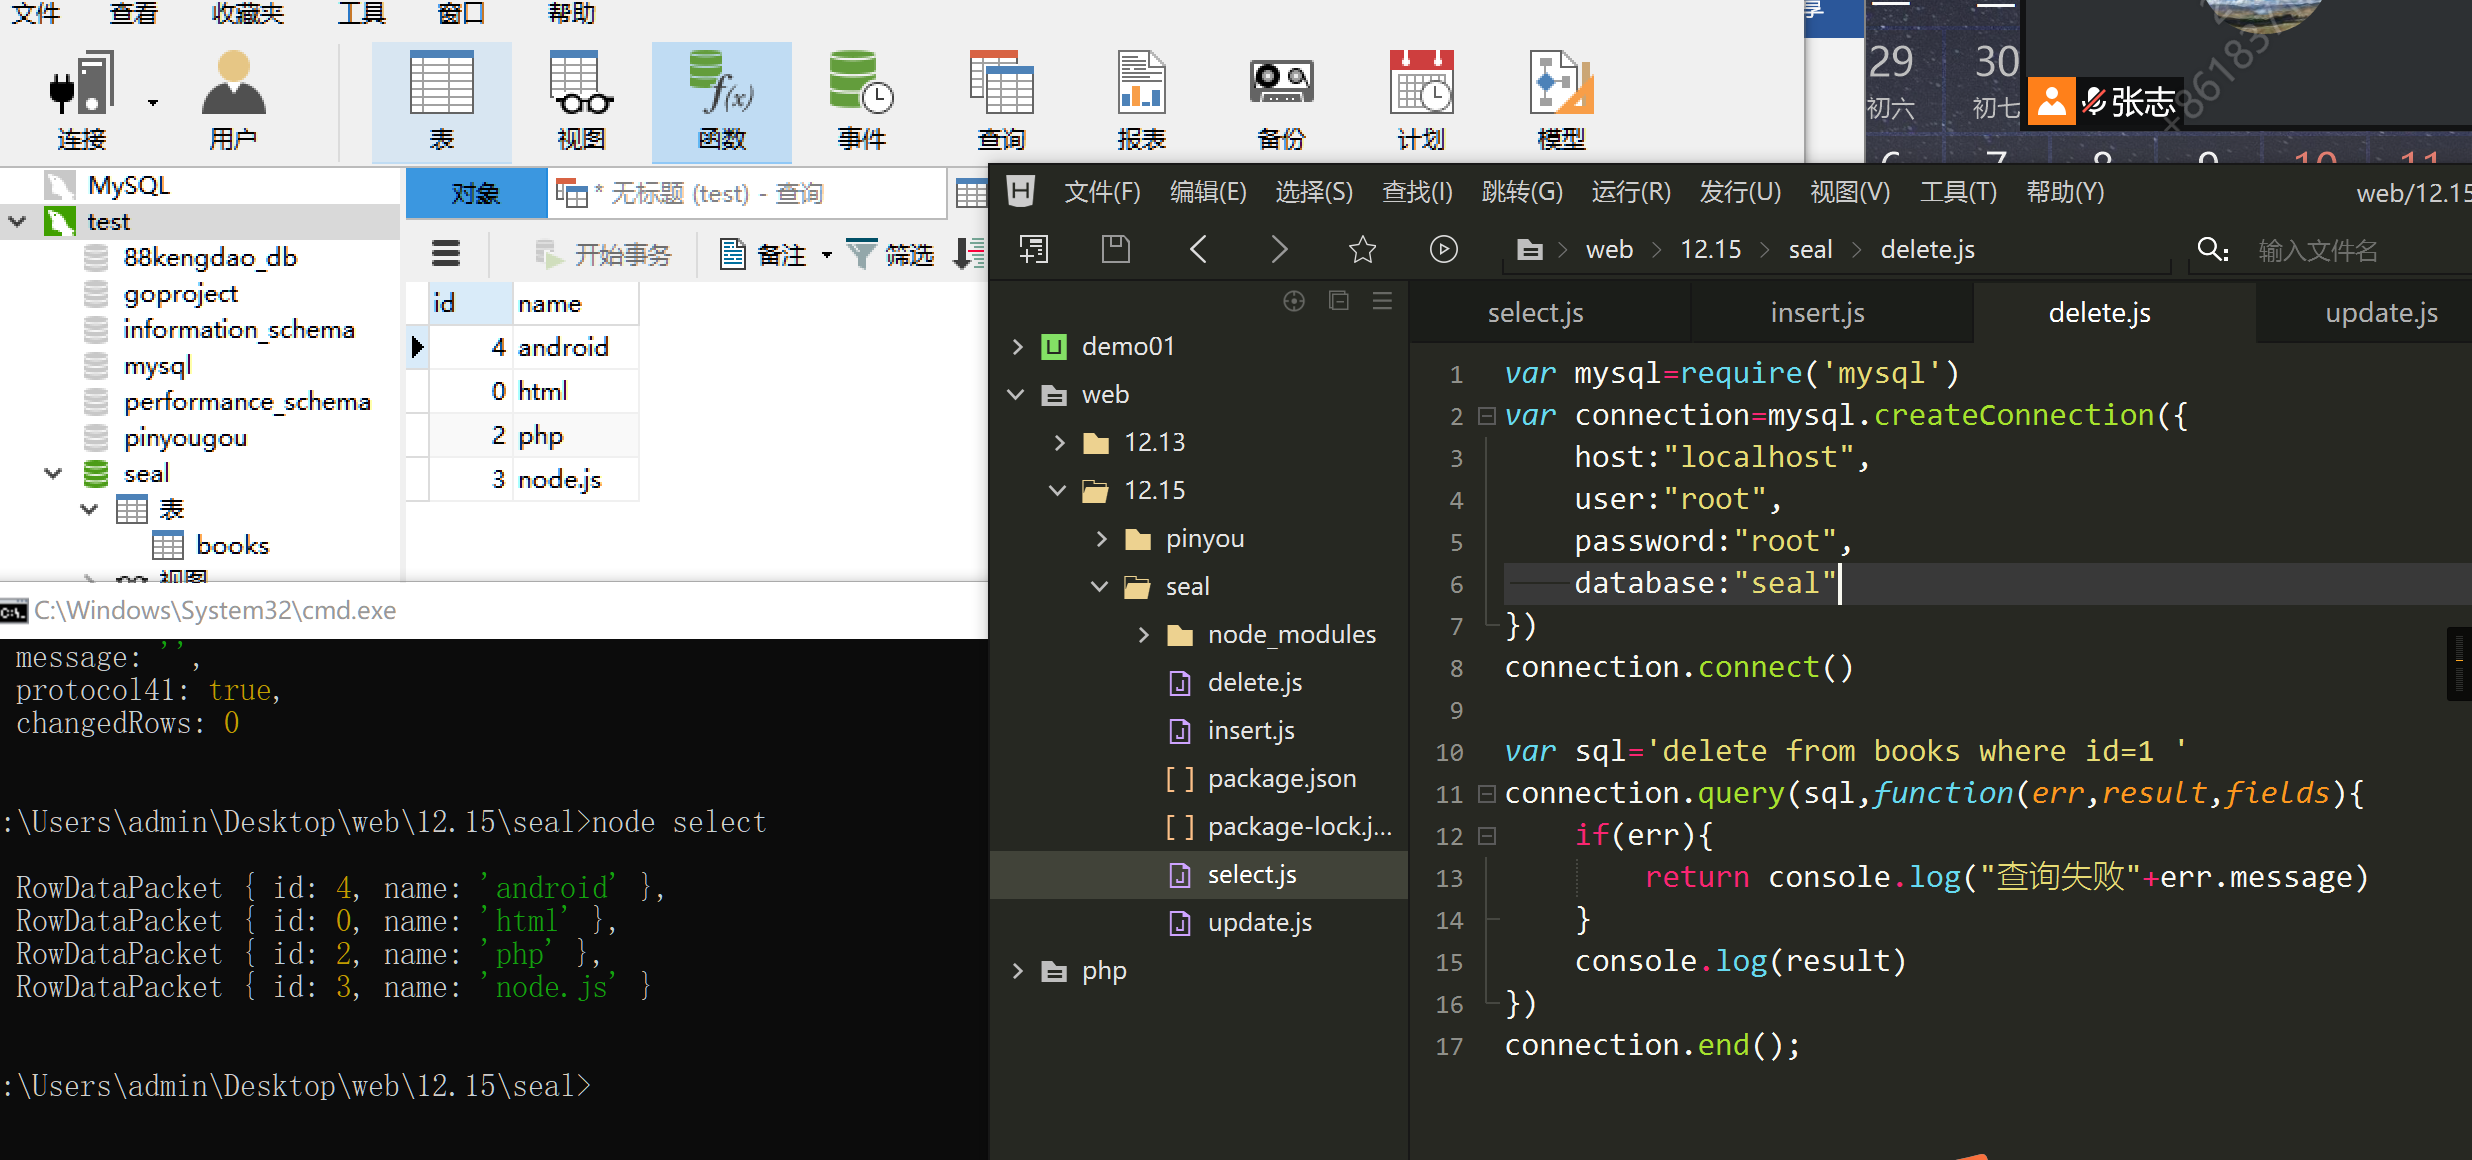 文件 查看 收藏夹 工具 窗口 帮助
连接 用户 表 视图 函数 事件 查询 报表 备份 计划 模型
MySQL
test
88kengdao_db
goproject
information_schema
mysql
performance_schema
pinyougou
seal
表
books
视图
对象 * 无标题 (test) - 查询
开始事务 备注 筛选
id name
4 android
0 html
2 php
3 node.js
C:\Windows\System32\cmd.exe
message: '',
protocol41: true,
changedRows: 0
:\Users\admin\Desktop\web\12.15\seal>node select
RowDataPacket { id: 4, name: 'android' },
RowDataPacket { id: 0, name: 'html' },
RowDataPacket { id: 2, name: 'php' },
RowDataPacket { id: 3, name: 'node.js' }
:\Users\admin\Desktop\web\12.15\seal>
享
29 30
初六 初七
6 7 8 9 10 11
张志
+861837
文件(F) 编辑(E) 选择(S) 查找(I) 跳转(G) 运行(R) 发行(U) 视图(V) 工具(T) 帮助(Y) web/12.15
web > 12.15 > seal > delete.js 输入文件名
demo01
web
12.13
12.15
pinyou
seal
node_modules
delete.js
insert.js
[ ] package.json
[ ] package-lock.j...
select.js
update.js
php
select.js insert.js delete.js update.js
1 var mysql=require('mysql')
2 var connection=mysql.createConnection({
3 host:"localhost",
4 user:"root",
5 password:"root",
6 database:"seal"
7 })
8 connection.connect()
9
10 var sql='delete from books where id=1 '
11 connection.query(sql,function(err,result,fields){
12 if(err){
13 return console.log("查询失败"+err.message)
14 }
15 console.log(result)
16 })
17 connection.end();